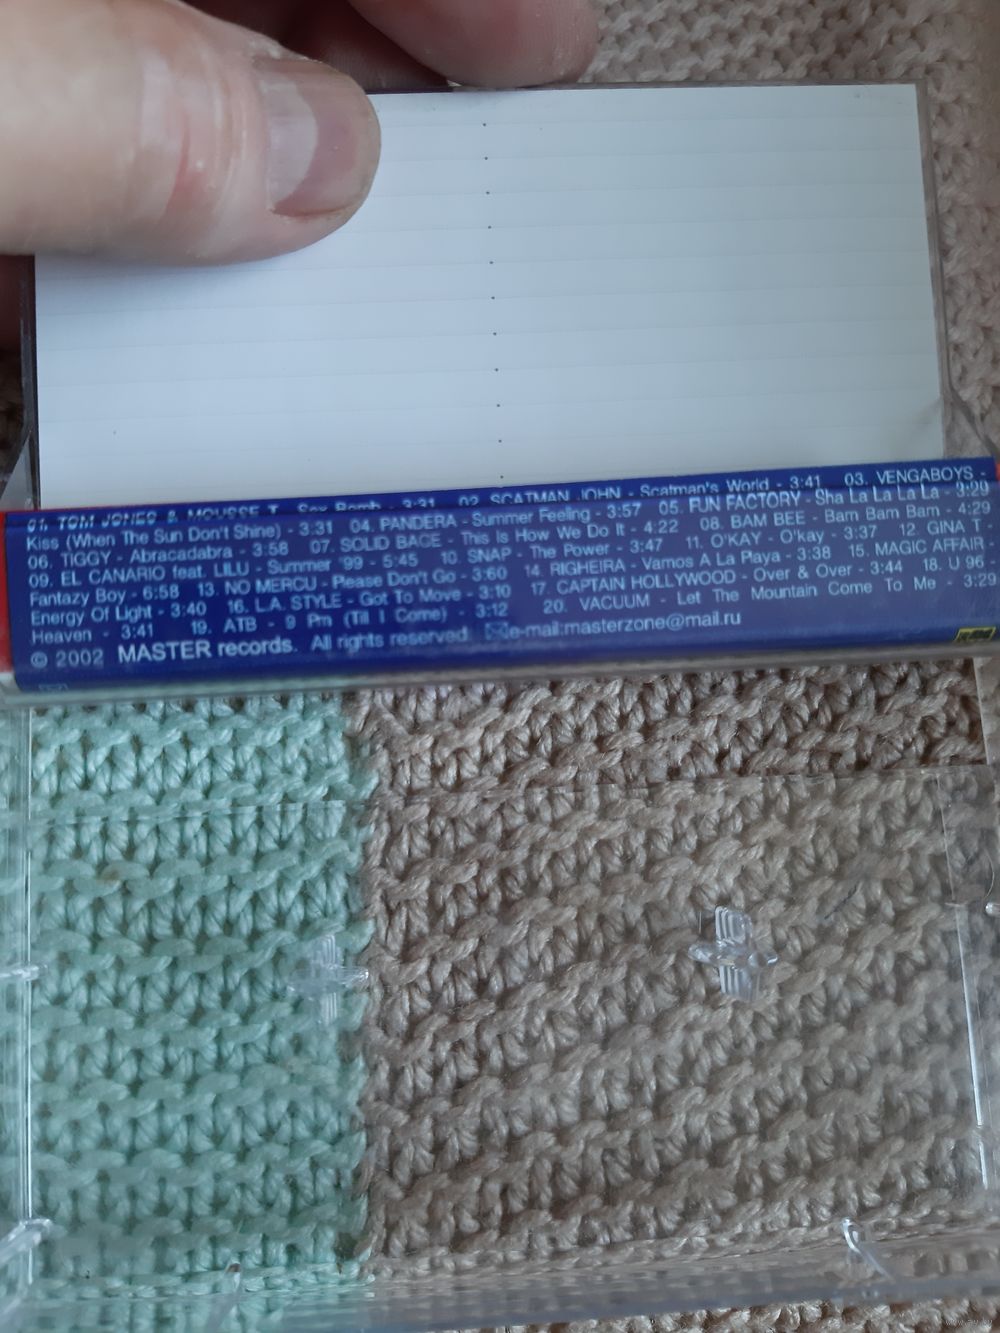 01. TOM JONES & MOUSSE T. - Sex Bomb - 3:31 02. SCATMAN JOHN - Scatman's World - 3:41 03. VENGABOYS -
Kiss (When The Sun Don't Shine) - 3:31 04. PANDERA - Summer Feeling - 3:57 05. FUN FACTORY - Sha La La La La - 3:29
06. TIGGY - Abracadabra - 3:58 07. SOLID BACE - This Is How We Do It - 4:22 08. BAM BEE - Bam Bam Bam - 4:29
09. EL CANARIO feat. LILU - Summer '99 - 5:45 10. SNAP - The Power - 3:47 11. O'KAY - O'kay - 3:37 12. GINA T -
Fantazy Boy - 6:58 13. NO MERCU - Please Don't Go - 3:60 14. RIGHEIRA - Vamos A La Playa - 3:38 15. MAGIC AFFAIR -
Energy Of Light - 3:40 16. L.A. STYLE - Got To Move - 3:10 17. CAPTAIN HOLLYWOOD - Over & Over - 3:44 18. U 96 -
Heaven - 3:41 19. ATB - 9 Pm (Till I Come) - 3:12 20. VACUUM - Let The Mountain Come To Me - 3:29
© 2002 MASTER records. All rights reserved. e-mail:masterzone@mail.ru